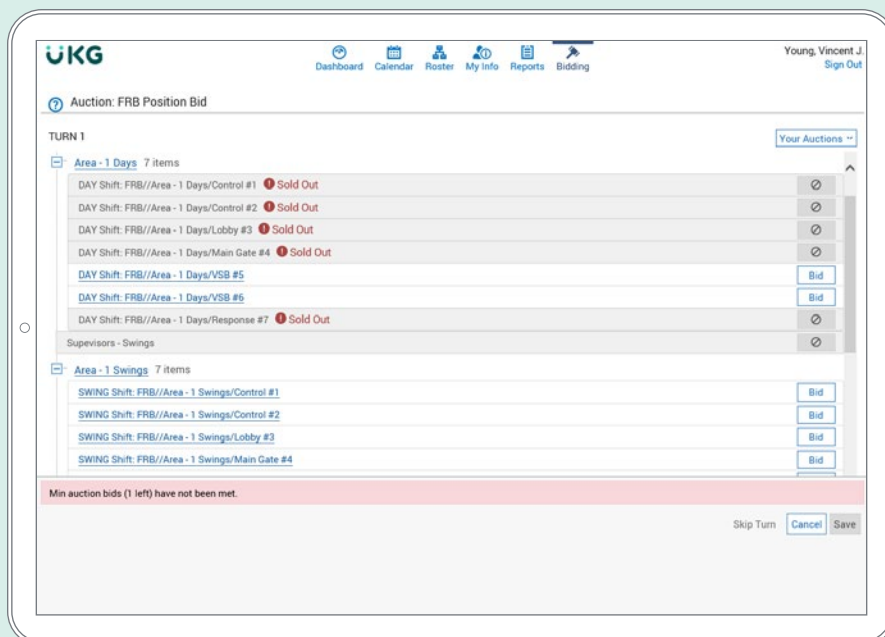 UKG
Dashboard Calendar Roster My Info Reports Bidding
Young, Vincent J.
Sign Out
Auction: FRB Position Bid
TURN 1
Your Auctions
Area - 1 Days 7 items
DAY Shift: FRB//Area - 1 Days/Control #1 Sold Out
DAY Shift: FRB//Area - 1 Days/Control #2 Sold Out
DAY Shift: FRB//Area - 1 Days/Lobby #3 Sold Out
DAY Shift: FRB//Area - 1 Days/Main Gate #4 Sold Out
DAY Shift: FRB//Area - 1 Days/VSB #5 Bid
DAY Shift: FRB//Area - 1 Days/VSB #6 Bid
DAY Shift: FRB//Area - 1 Days/Response #7 Sold Out
Supevisors - Swings
Area - 1 Swings 7 items
SWING Shift: FRB//Area - 1 Swings/Control #1 Bid
SWING Shift: FRB//Area - 1 Swings/Control #2 Bid
SWING Shift: FRB//Area - 1 Swings/Lobby #3 Bid
SWING Shift: FRB//Area - 1 Swings/Main Gate #4 Bid
Min auction bids (1 left) have not been met.
Skip Turn Cancel Save